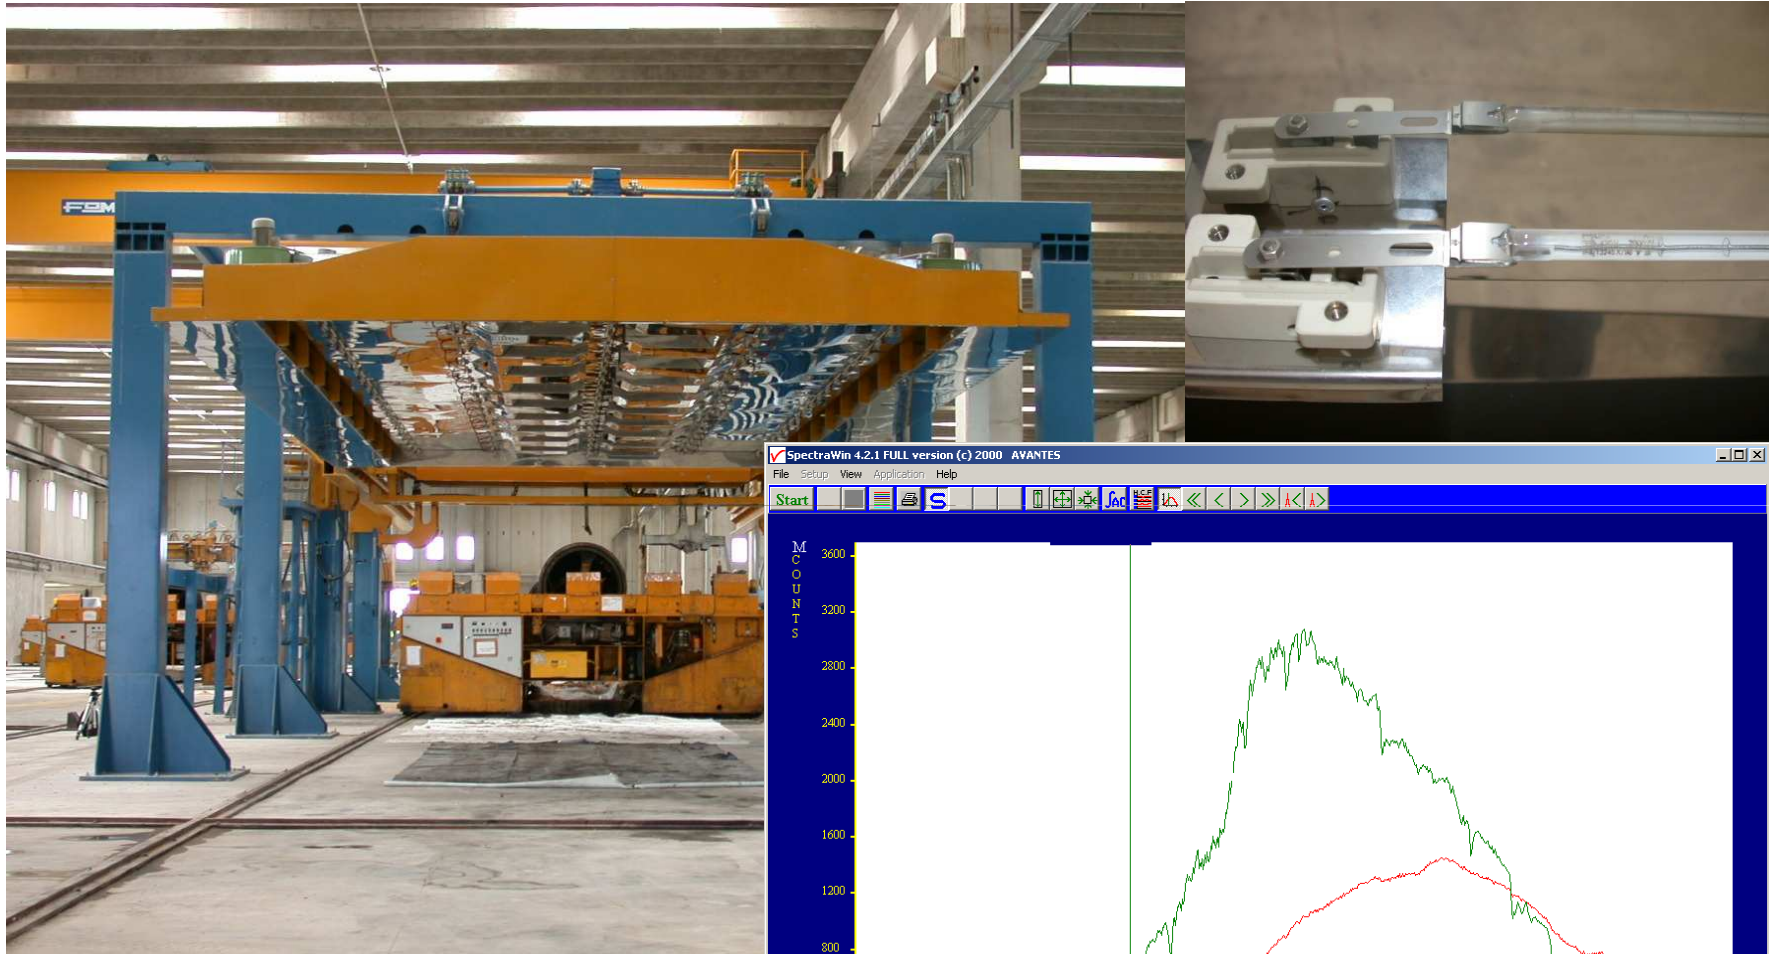 FOM
SpectraWin 4.2.1 FULL version (c) 2000 AVANTES
File Setup View Application Help
Start
S
M
COUNTS
3600
3200
2800
2400
2000
1600
1200
800